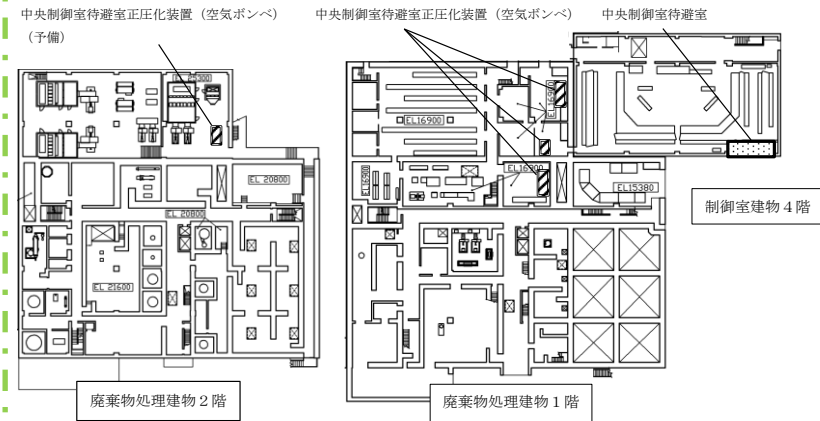 中央制御室待避室正圧化装置（空気ボンベ）
（予備）
中央制御室待避室正圧化装置（空気ボンベ）
中央制御室待避室
EL16900
EL16900
EL16900
EL16900
EL 20800
EL15380
EL 20800
EL 21600
制御室建物４階
廃棄物処理建物２階
廃棄物処理建物１階